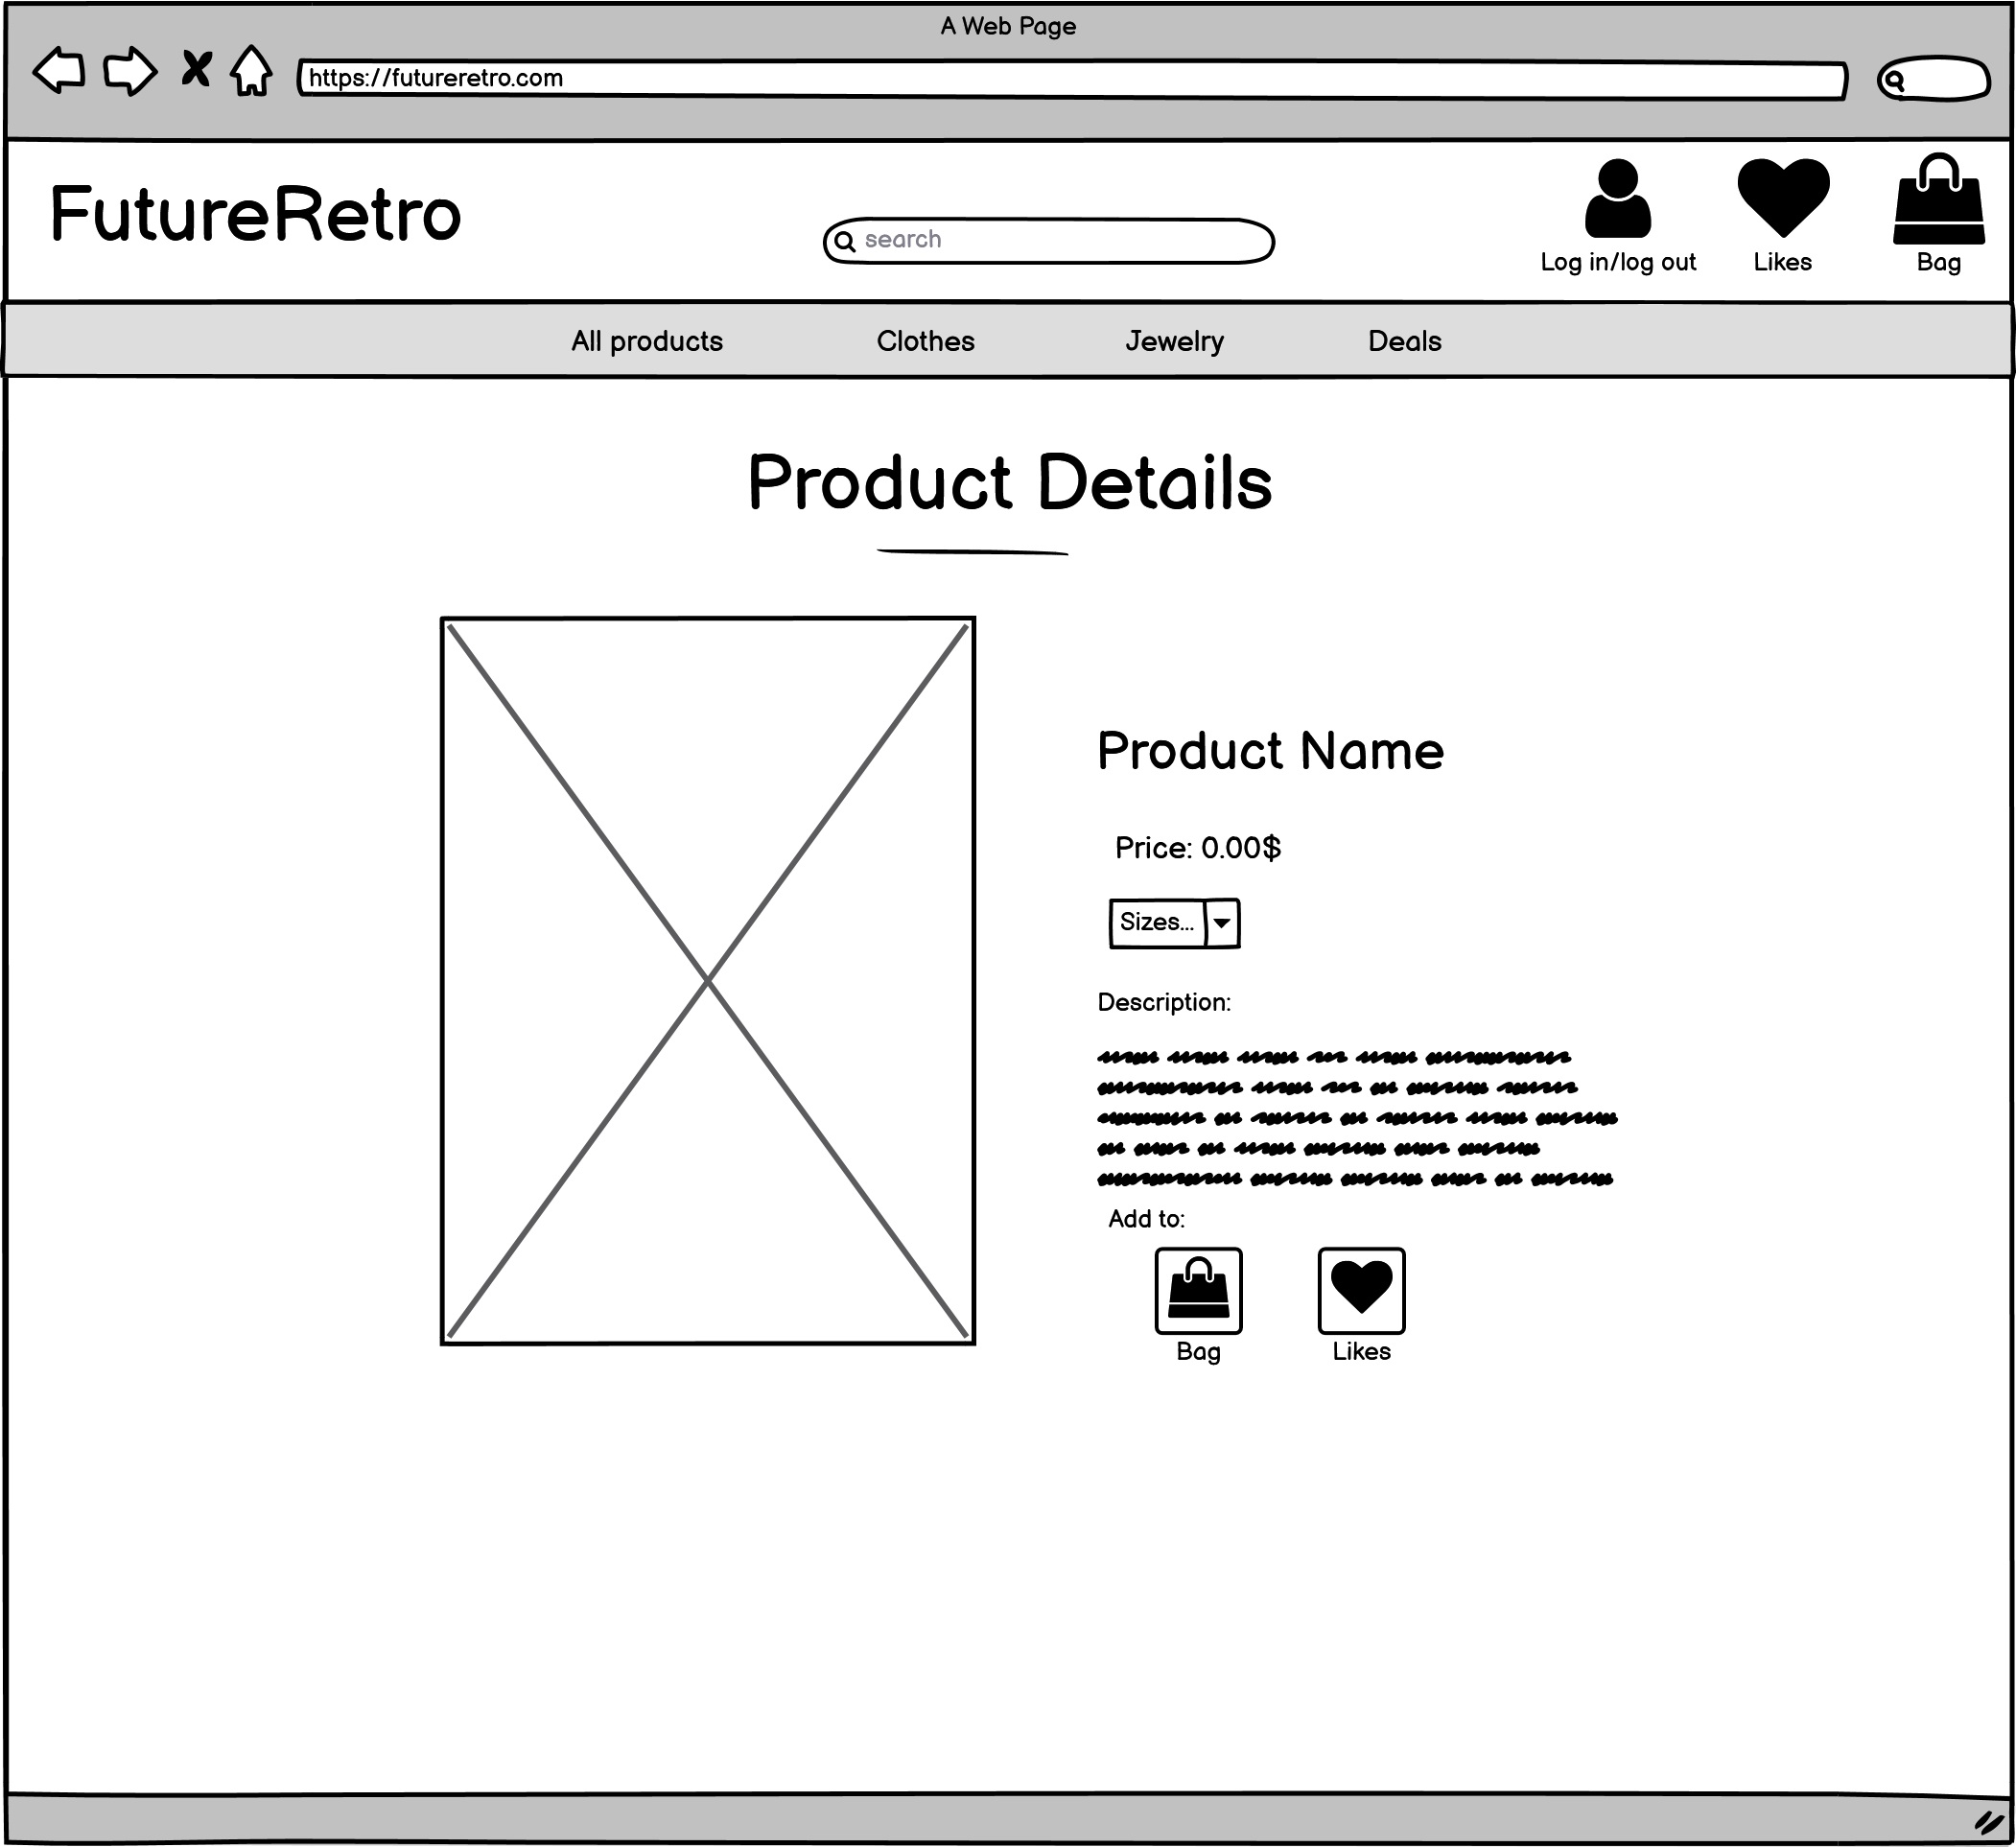 A Web Page
https://futureretro.com
FutureRetro
search
Log in/log out
Likes
Bag
All products
Clothes
Jewelry
Deals
Product Details
Product Name
Price: 0.00$
Sizes...
Description:
Add to:
Bag
Likes